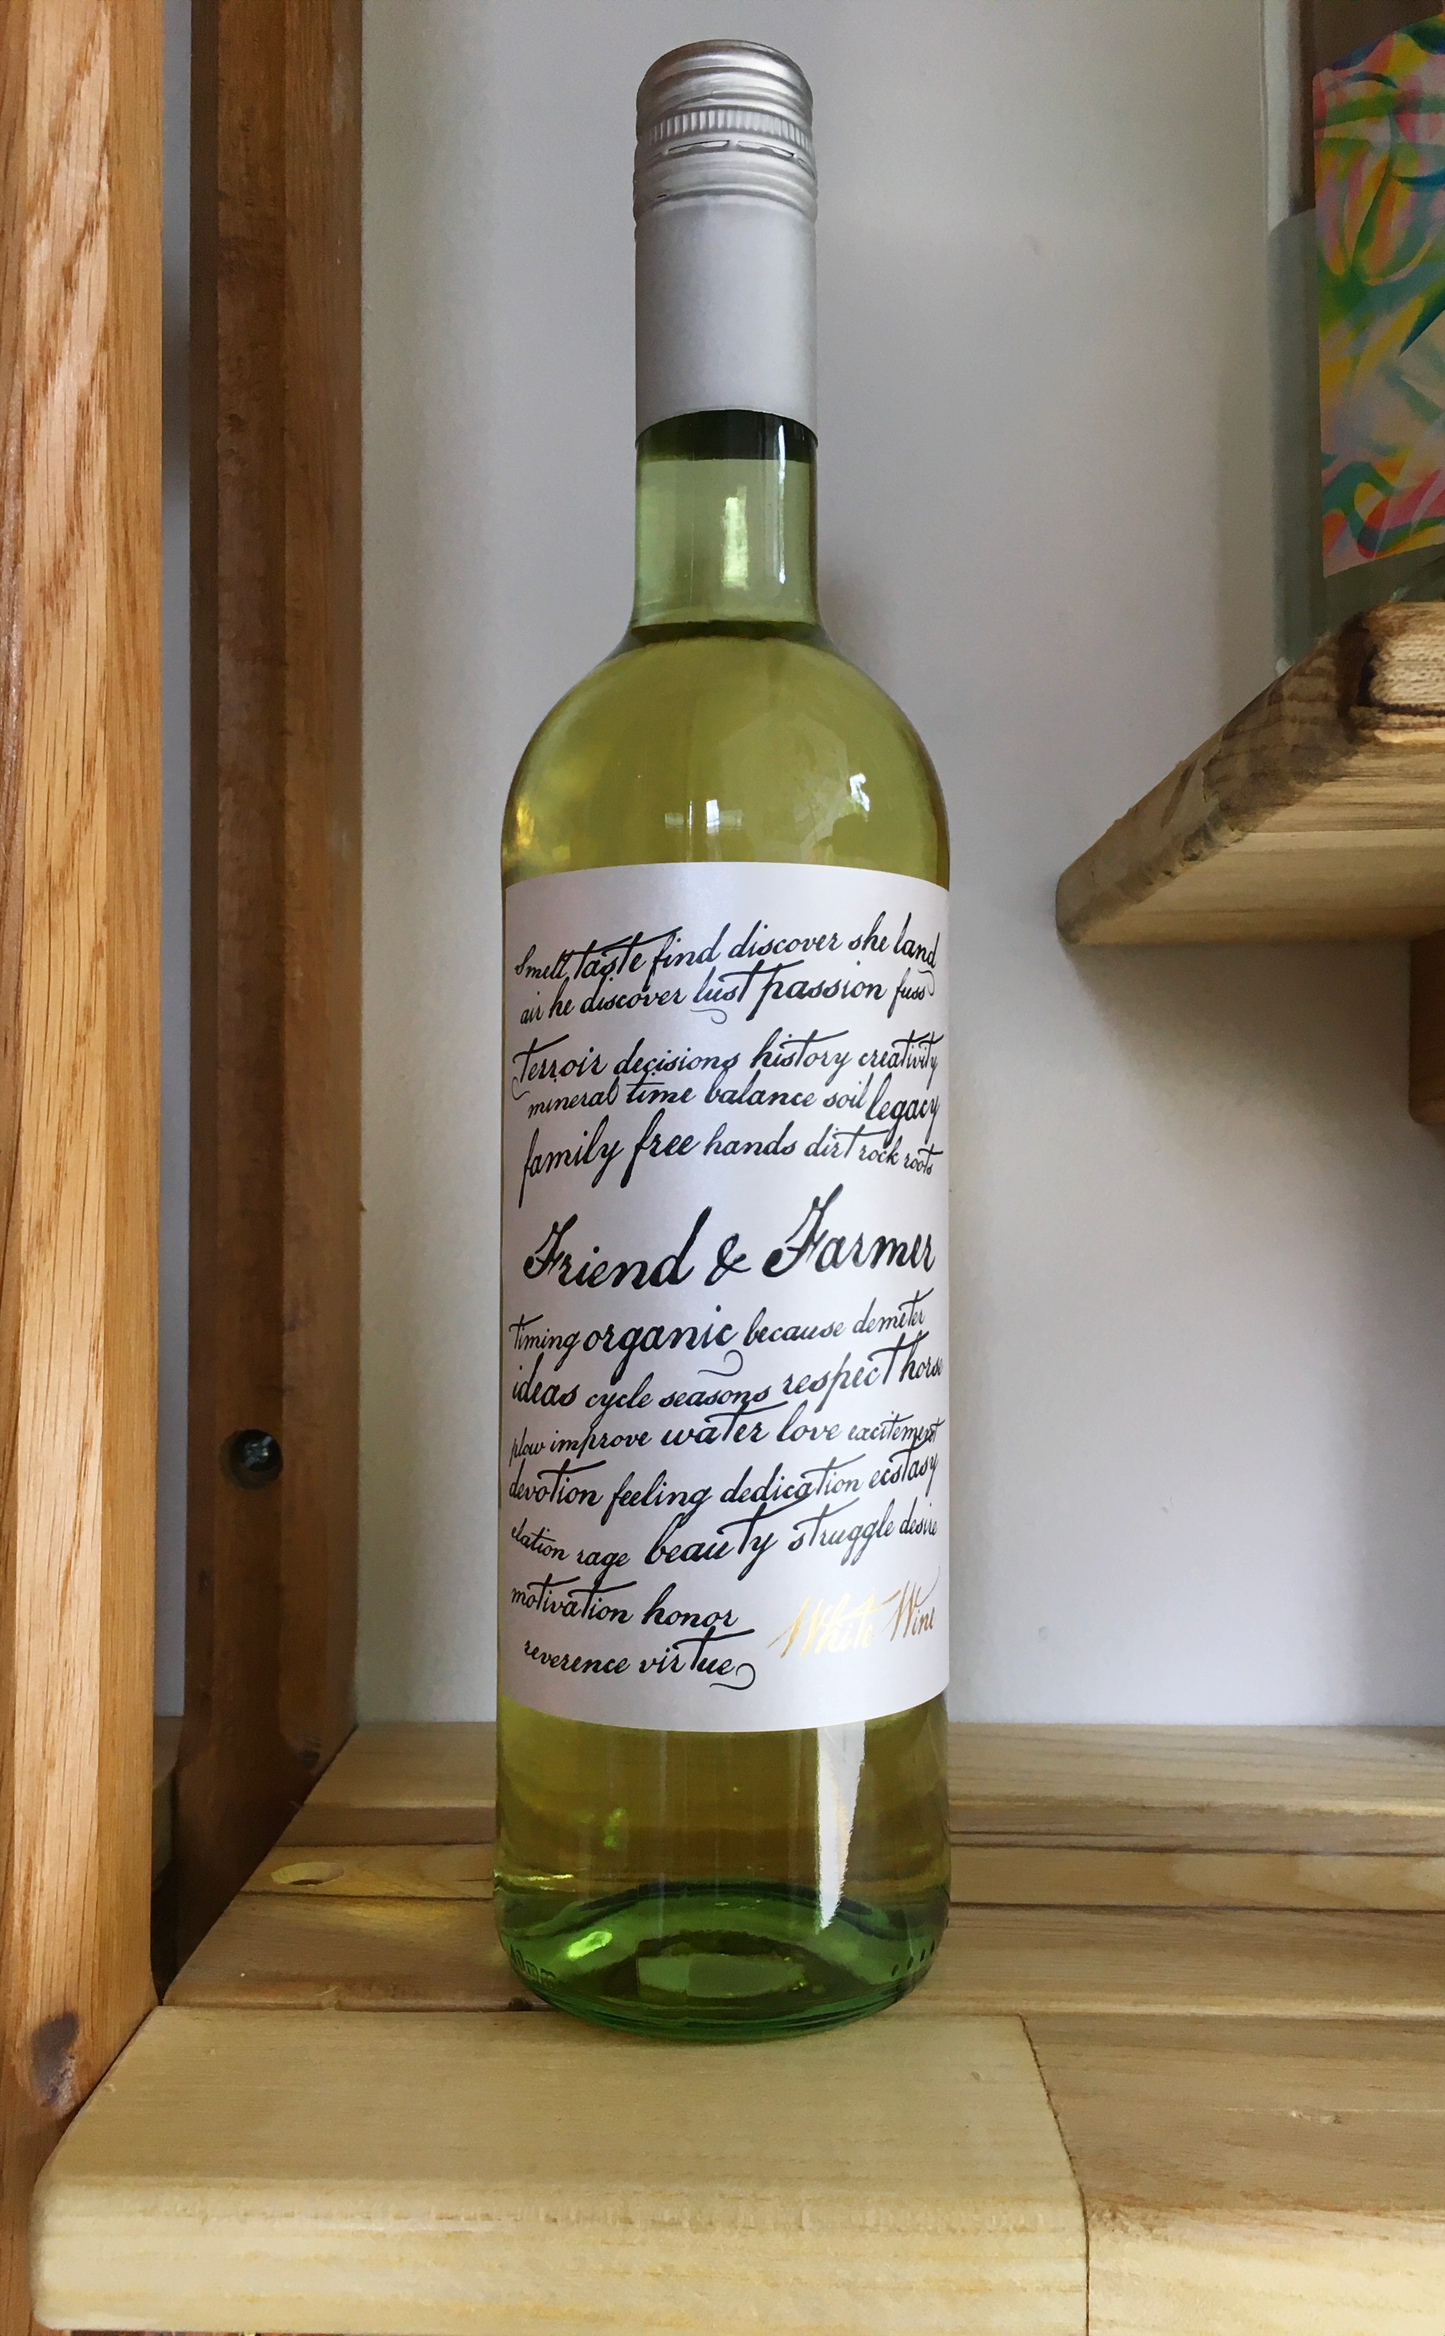 Smell taste find discover she land
air he discover lust passion fuss
terroir decisions history creativity
mineral time balance soil legacy
family free hands dirt rock roots
Friend & Farmer
timing organic because demeter
ideas cycle seasons respect horse
plow improve water love excitement
devotion feeling dedication ecstasy
elation rage beauty struggle desire
motivation honor
White Wine
reverence virtue